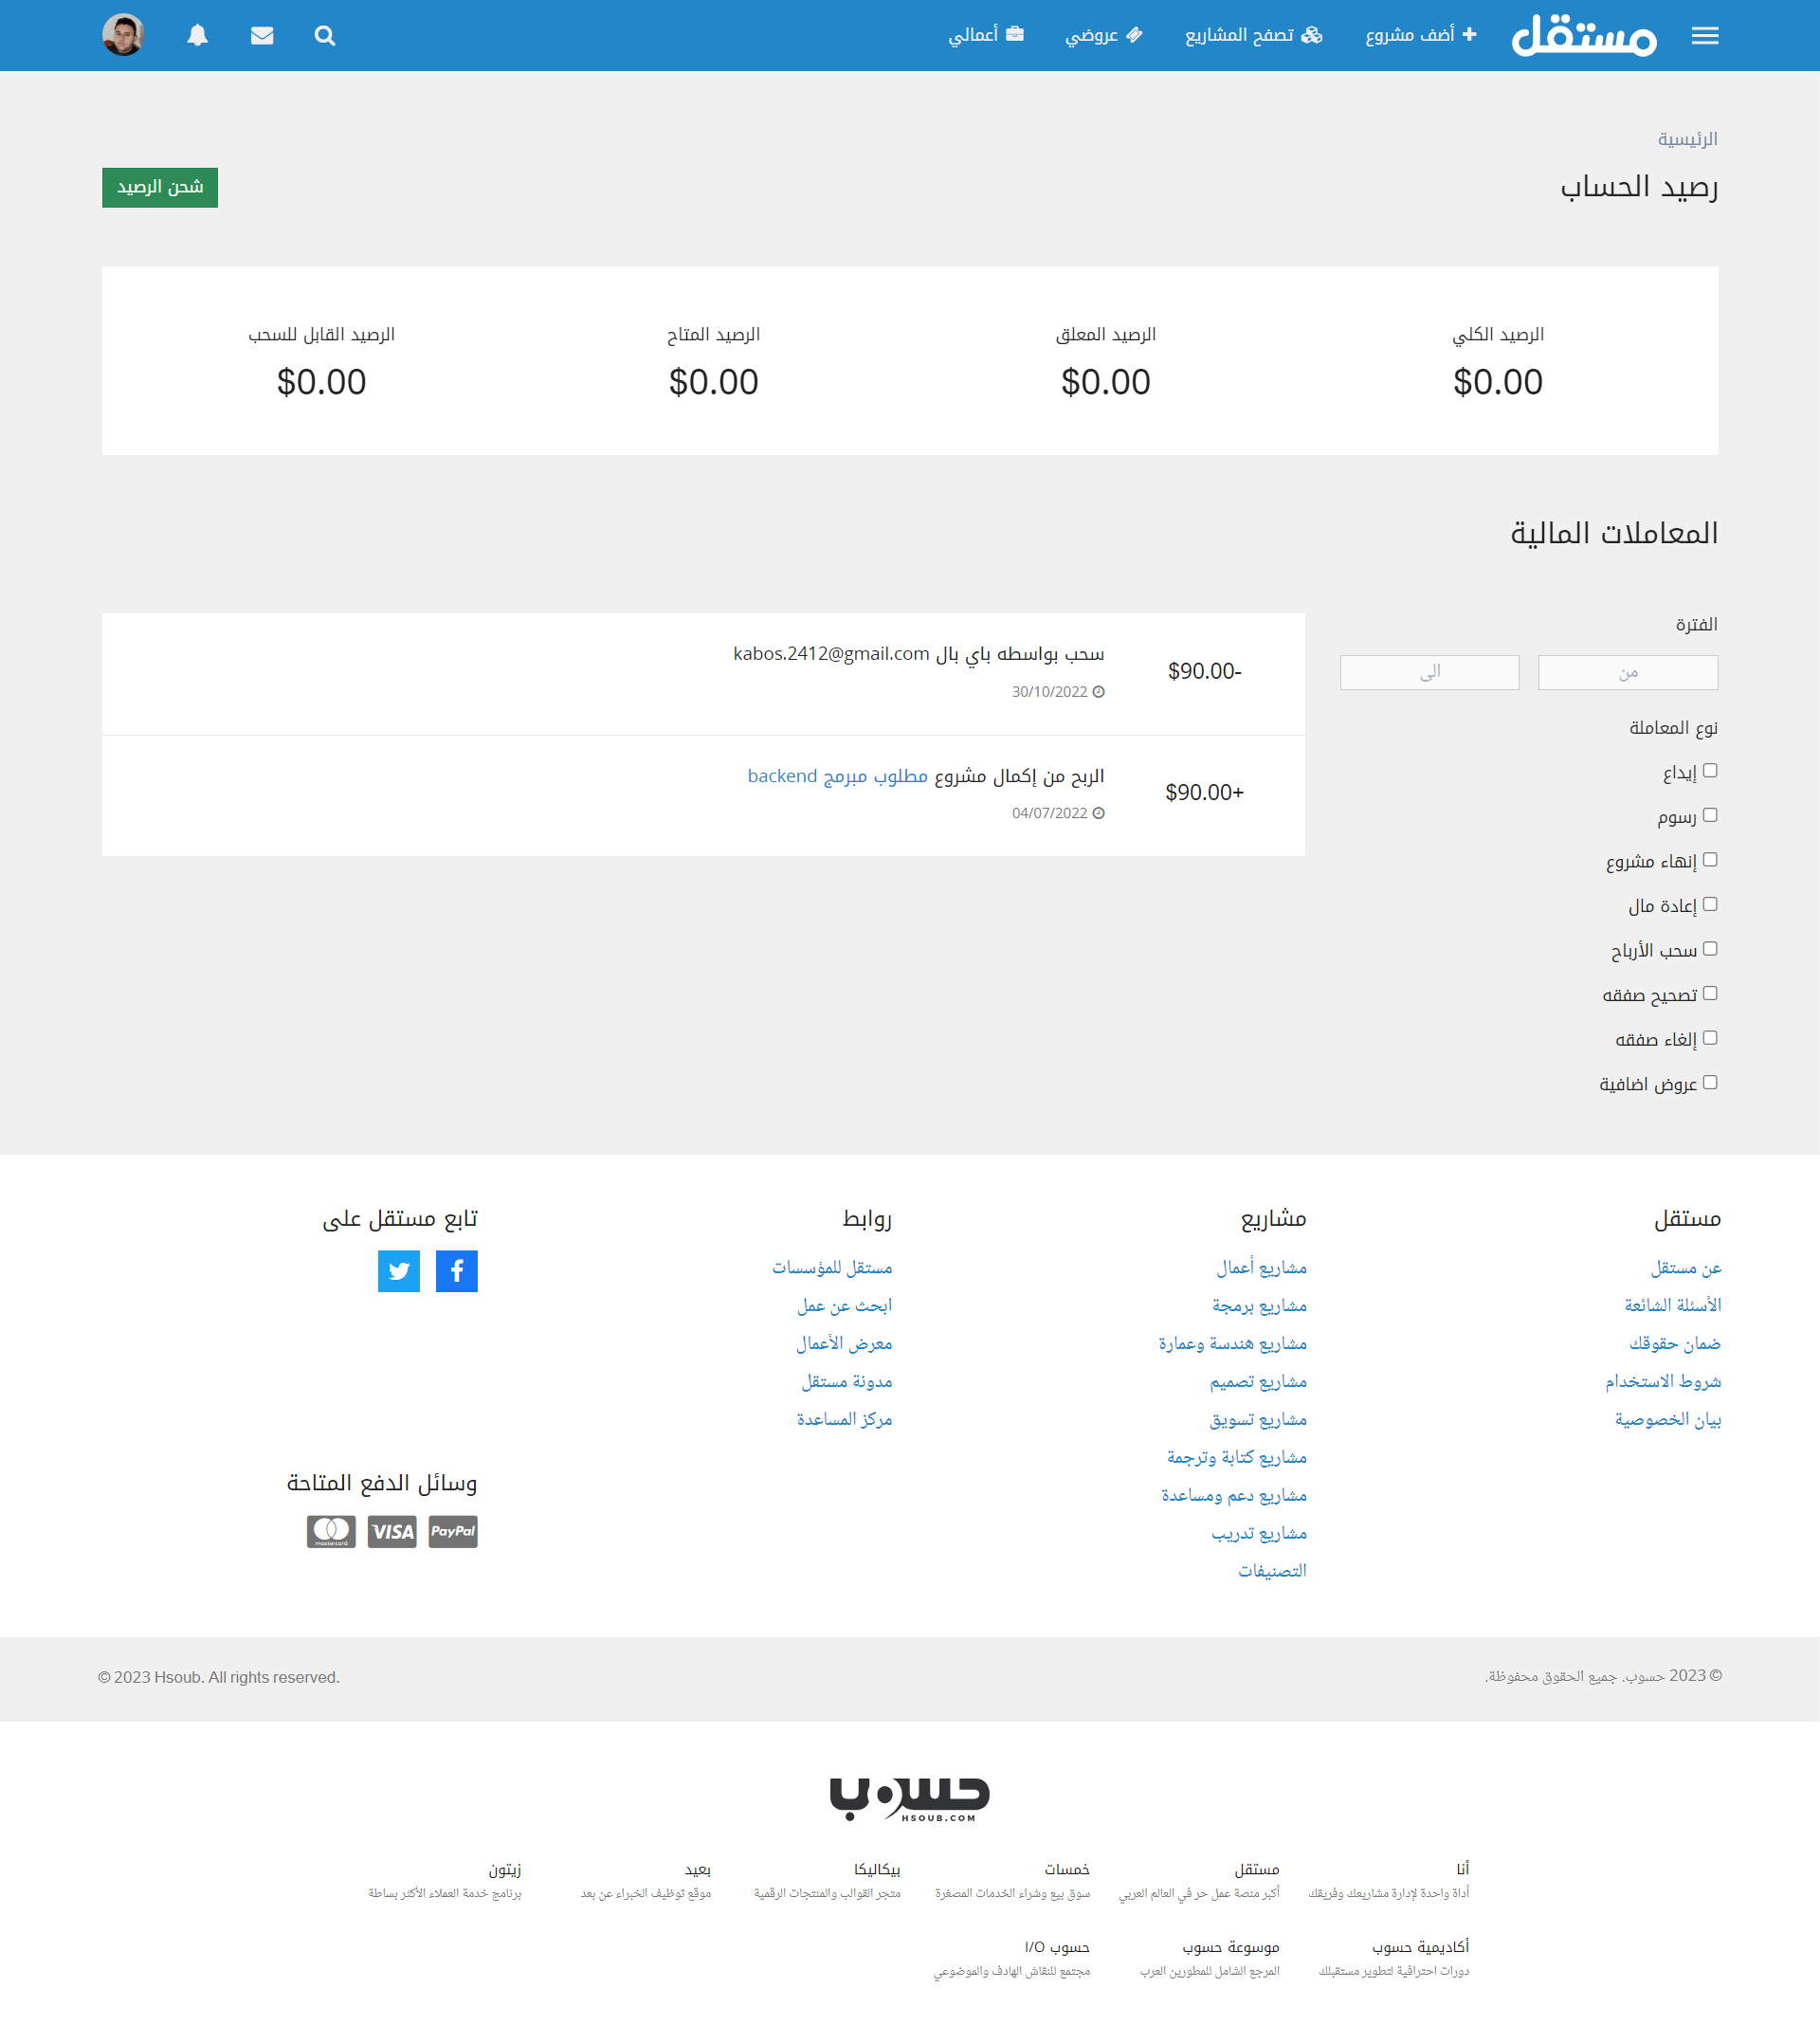 مستقل
أضف مشروع
تصفح المشاريع
عروضي
أعمالي
الرئيسية
رصيد الحساب
شحن الرصيد
الرصيد الكلي
$0.00
الرصيد المعلق
$0.00
الرصيد المتاح
$0.00
الرصيد القابل للسحب
$0.00
المعاملات المالية
الفترة
من
الى
نوع المعاملة
إيداع
رسوم
إنهاء مشروع
إعادة مال
سحب الأرباح
تصحيح صفقه
إلغاء صفقه
عروض اضافية
$90.00-
سحب بواسطه باي بال kabos.2412@gmail.com
30/10/2022
$90.00+
الربح من إكمال مشروع مطلوب مبرمج backend
04/07/2022
مستقل
عن مستقل
الأسئلة الشائعة
ضمان حقوقك
شروط الاستخدام
بيان الخصوصية
مشاريع
مشاريع أعمال
مشاريع برمجة
مشاريع هندسة وعمارة
مشاريع تصميم
مشاريع تسويق
مشاريع كتابة وترجمة
مشاريع دعم ومساعدة
مشاريع تدريب
التصنيفات
روابط
مستقل للمؤسسات
ابحث عن عمل
معرض الأعمال
مدونة مستقل
مركز المساعدة
تابع مستقل على
وسائل الدفع المتاحة
PayPal
VISA
mastercard
© 2023 حسوب. جميع الحقوق محفوظة.
© 2023 Hsoub. All rights reserved.
حسوب
HSOUB.COM
أنا
أداة واحدة لإدارة مشاريعك وفريقك
مستقل
أكبر منصة عمل حر في العالم العربي
خمسات
سوق بيع وشراء الخدمات المصغرة
بيكاليكا
متجر القوالب والمنتجات الرقمية
بعيد
موقع توظيف الخبراء عن بعد
زيتون
برنامج خدمة العملاء الأكثر بساطة
أكاديمية حسوب
دورات احترافية لتطوير مستقبلك
موسوعة حسوب
المرجع الشامل للمطورين العرب
حسوب I/O
مجتمع للنقاش الهادف والموضوعي